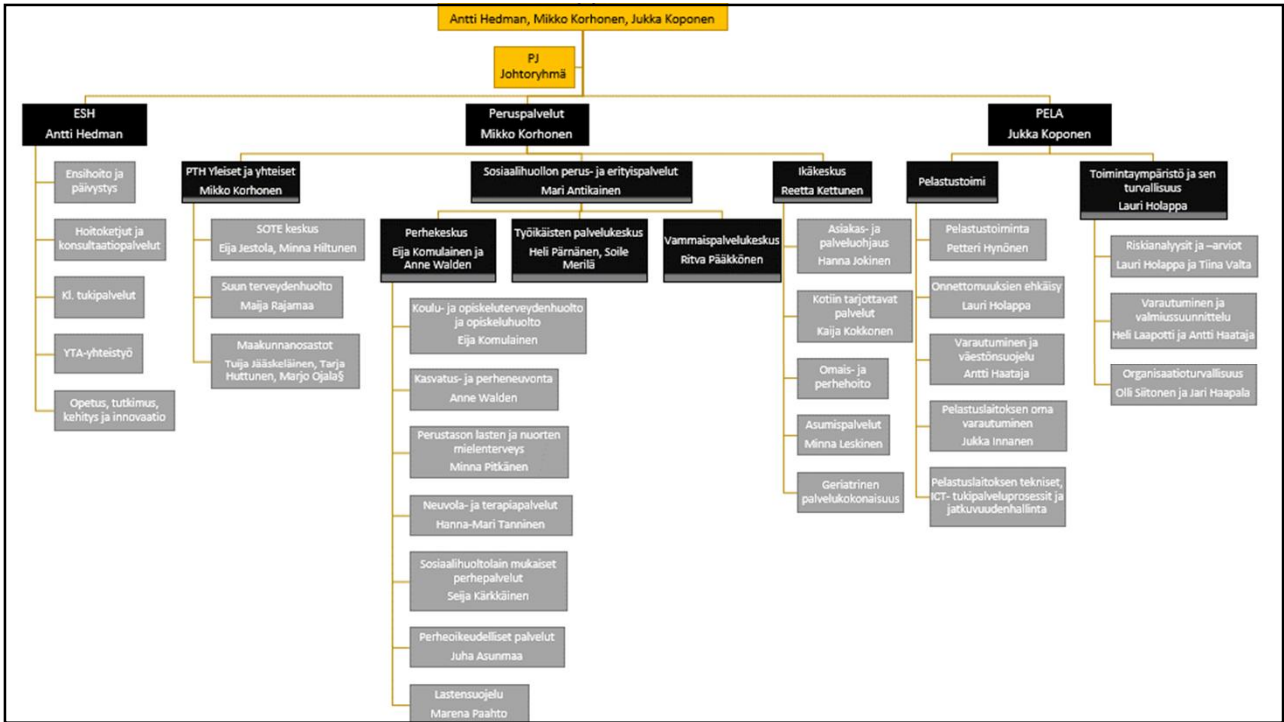 Antti Hedman, Mikko Korhonen, Jukka Koponen
PJ
Johtoryhmä
ESH
Antti Hedman
Ensihoito ja
päivystys
Hoitoketjut ja
konsultaatiopalvelut
Kl. tukipalvelut
YTA-yhteistyö
Opetus, tutkimus,
kehitys ja innovaatio
Peruspalvelut
Mikko Korhonen
PTH Yleiset ja yhteiset
Mikko Korhonen
SOTE keskus
Eija Jestola, Minna Hiltunen
Suun terveydenhuolto
Maija Rajamaa
Maakunnanosastot
Tuija Jääskeläinen, Tarja
Huttunen, Marjo Ojala§
Sosiaalihuollon perus- ja erityispalvelut
Mari Antikainen
Perhekeskus
Eija Komulainen ja
Anne Walden
Koulu- ja opiskeluterveydenhuolto
ja opiskeluhuolto
Eija Komulainen
Kasvatus- ja perheneuvonta
Anne Walden
Perustason lasten ja nuorten
mielenterveys
Minna Pitkänen
Neuvola- ja terapiapalvelut
Hanna-Mari Tanninen
Sosiaalihuoltolain mukaiset
perhepalvelut
Seija Kärkkäinen
Perheoikeudelliset palvelut
Juha Asunmaa
Lastensuojelu
Marena Paahto
Työikäisten palvelukeskus
Heli Pärnänen, Soile
Merilä
Vammaispalvelukeskus
Ritva Pääkkönen
Ikäkeskus
Reetta Kettunen
Asiakas- ja
palveluohjaus
Hanna Jokinen
Kotiin tarjottavat
palvelut
Kaija Kokkonen
Omais- ja
perhehoito
Asumispalvelut
Minna Leskinen
Geriatrinen
palvelukokonaisuus
PELA
Jukka Koponen
Pelastustoimi
Pelastustoiminta
Petteri Hynönen
Onnettomuuksien ehkäisy
Lauri Holappa
Varautuminen ja
väestönsuojelu
Antti Haataja
Pelastuslaitoksen oma
varautuminen
Jukka Innanen
Pelastuslaitoksen tekniset,
ICT- tukipalveluprosessit ja
jatkuvuudenhallinta
Toimintaympäristö ja sen
turvallisuus
Lauri Holappa
Riskianalyysit ja –arviot
Lauri Holappa ja Tiina Valta
Varautuminen ja
valmiussuunnittelu
Heli Laapotti ja Antti Haataja
Organisaatioturvallisuus
Olli Siitonen ja Jari Haapala